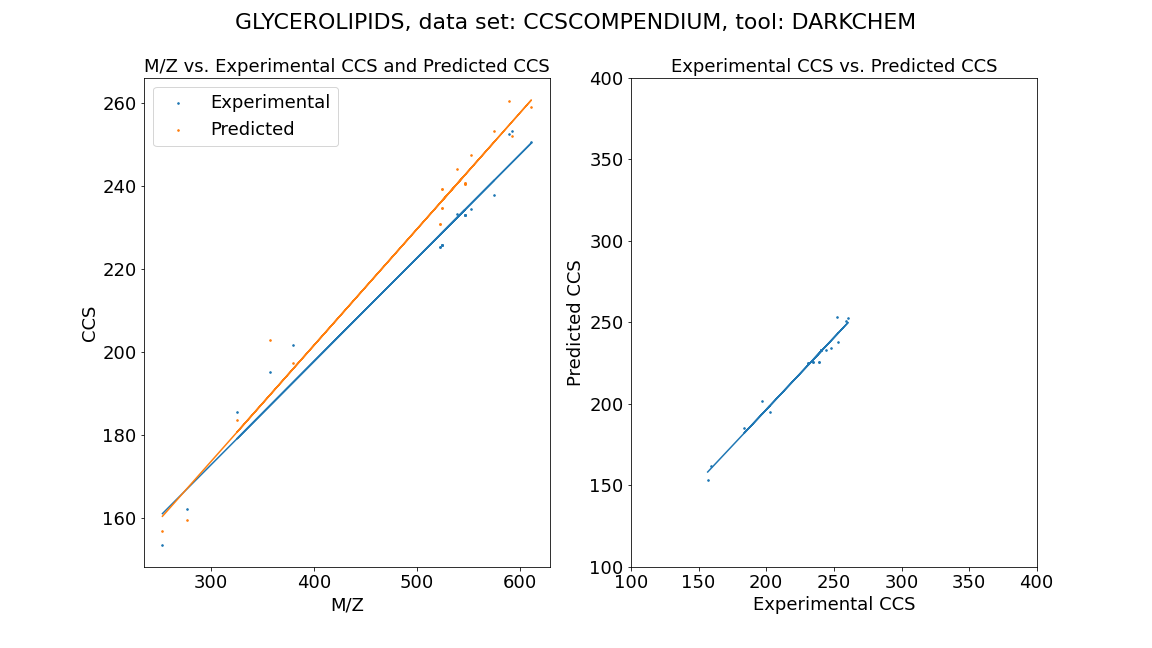 GLYCEROLIPIDS, data set: CCSCOMPENDIUM, tool: DARKCHEM
M/Z vs. Experimental CCS and Predicted CCS
Experimental
Predicted
260
240
220
200
180
160
CCS
300 400 500 600
M/Z
Experimental CCS vs. Predicted CCS
400
350
300
250
200
150
100
Predicted CCS
100 150 200 250 300 350 400
Experimental CCS